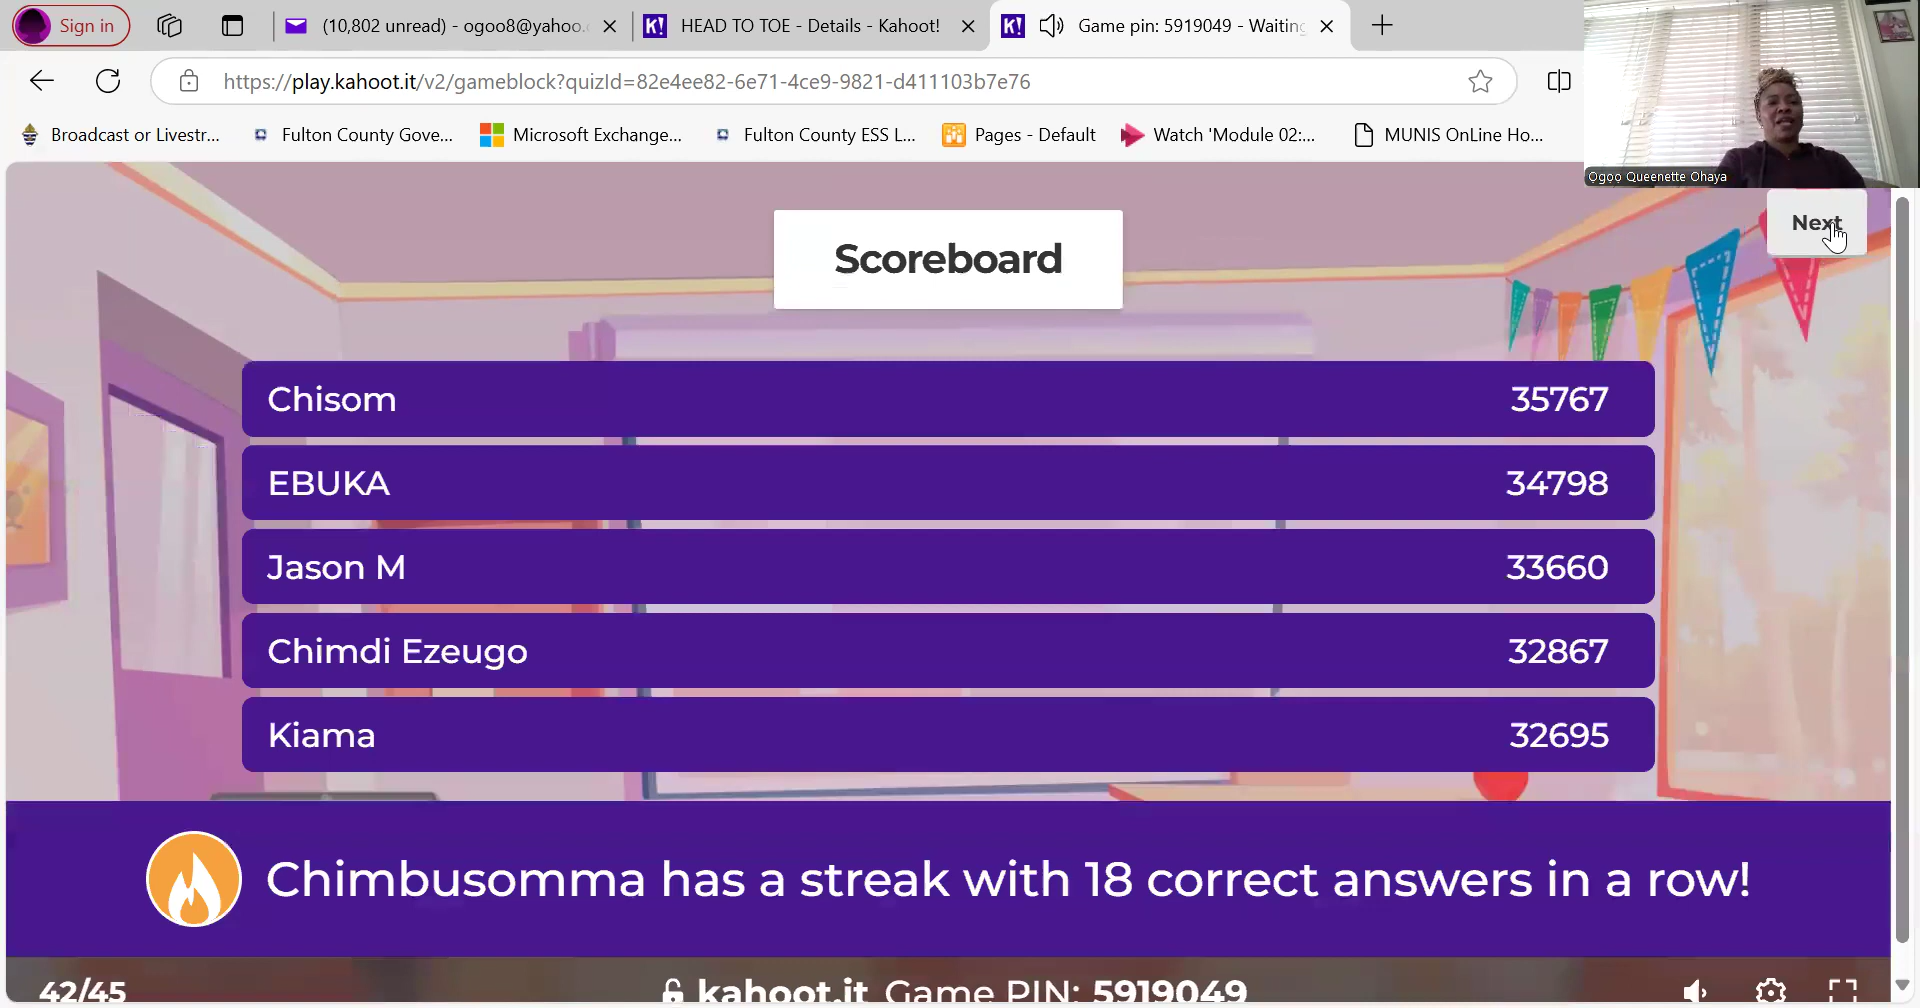 Sign in
(10,802 unread) - ogoo8@yahoo.c
HEAD TO TOE - Details - Kahoot!
Game pin: 5919049 - Waiting
https://play.kahoot.it/v2/gameblock?quizId=82e4ee82-6e71-4ce9-9821-d411103b7e76
Broadcast or Livestr...
Fulton County Gove...
Microsoft Exchange...
Fulton County ESS L...
Pages - Default
Watch 'Module 02:...
MUNIS OnLine Ho...
Ogoo Queenette Ohaya
Next
Scoreboard
Chisom 35767
EBUKA 34798
Jason M 33660
Chimdi Ezeugo 32867
Kiama 32695
Chimbusomma has a streak with 18 correct answers in a row!
42/45
kahoot.it Game PIN: 5919049